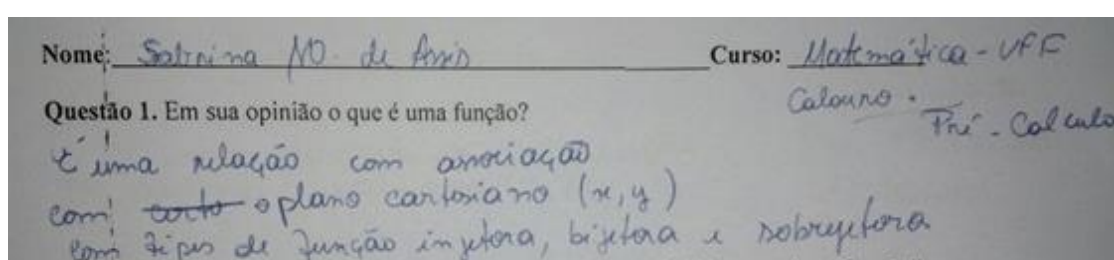 Nome: Sabrina NO. de Assis Curso: Matemática - UFF
Calouro. Pré-Calculo
Questão 1. Em sua opinião o que é uma função?
É uma relação com associação
com o plano cartesiano (x, y)
com tipos de função injetora, bijetora e sobrejetora